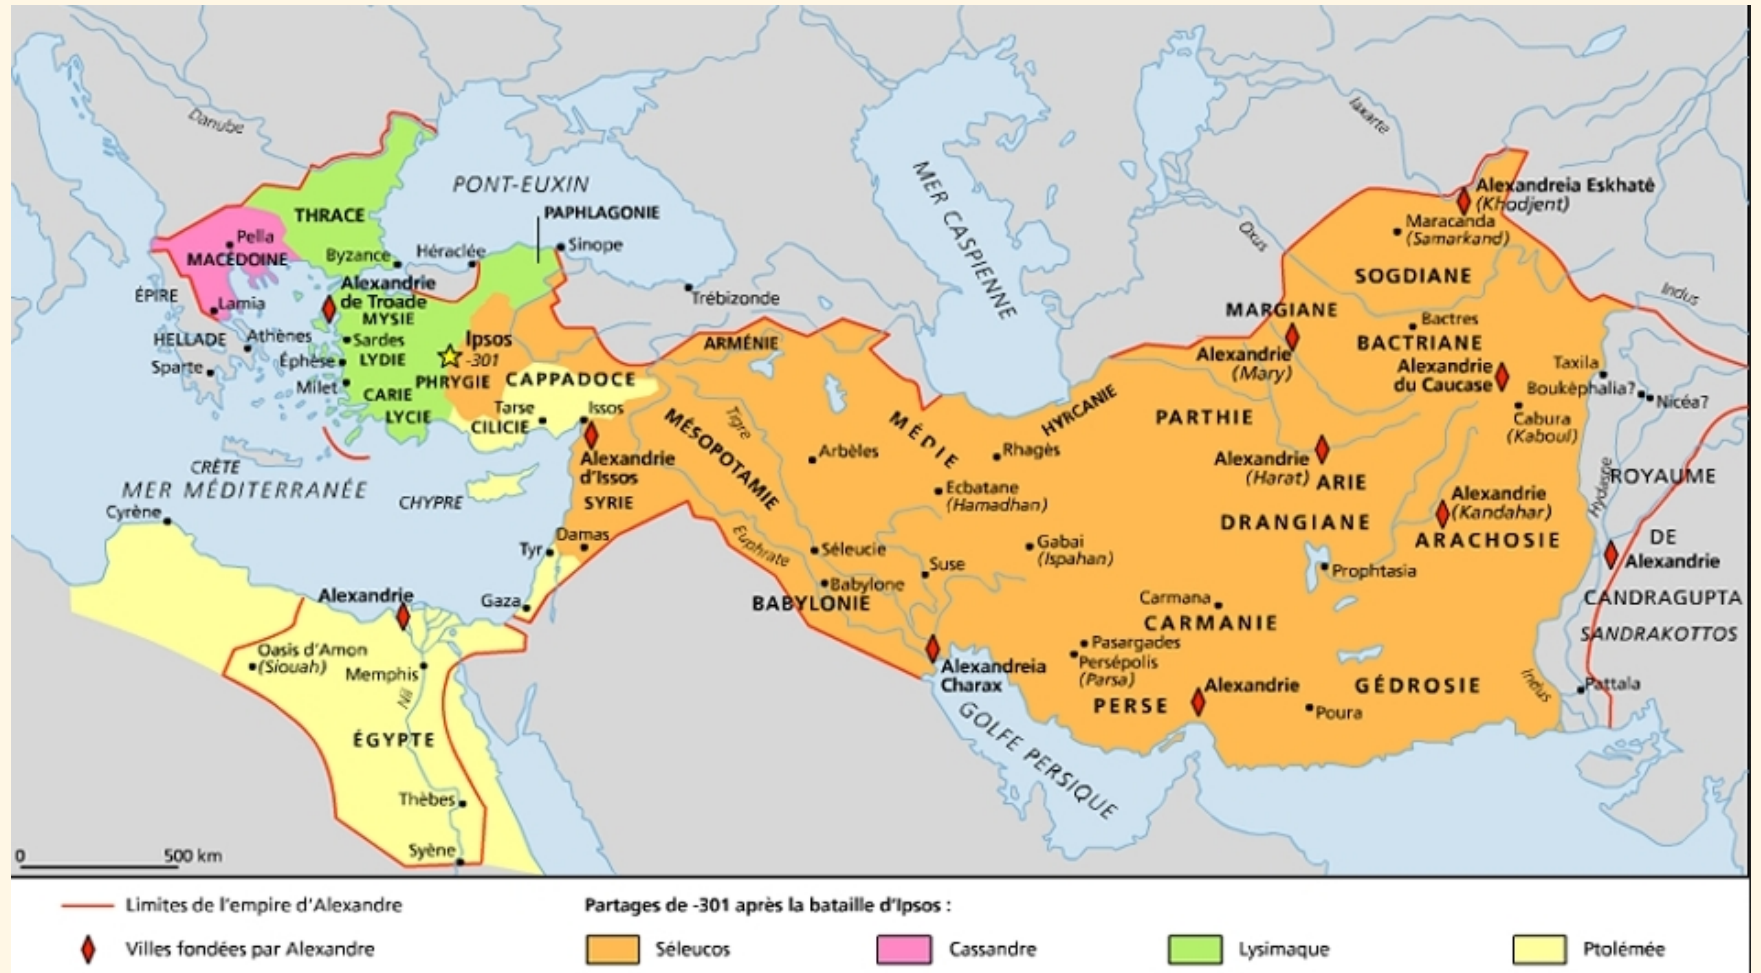 Danube
PONT-EUXIN
THRACE
PAPHLAGONIE
Pella
MACÉDOINE
Byzance
Héraclée
Sinope
Trébizonde
ÉPIRE
Lamia
Alexandrie
de Troade
MYSIE
HELLADE
Athènes
Sparte
Sardes
Éphèse
LYDIE
Milet
CARIE
LYCIE
Ipsos
-301
PHRYGIE
CAPPADOCE
Tarse
Issos
CILICIE
Alexandrie
d'Issos
SYRIE
CRÈTE
MER MÉDITERRANÉE
CHYPRE
Cyrène
Tyr
Damas
Gaza
Alexandrie
Oasis d'Amon
(Siouah)
Memphis
Nil
ÉGYPTE
Thèbes
Syène
MER CASPIENNE
ARMÉNIE
Tigre
MÉSOPOTAMIE
Euphrate
Arbèles
MÉDIE
Rhagès
Ecbatane
(Hamadhan)
Séleucie
Babylone
BABYLONIE
Suse
Gabai
(Ispahan)
Alexandreia
Charax
GOLFE PERSIQUE
Pasargades
Persépolis
(Parsa)
PERSE
Alexandrie
Carmana
CARMANIE
Poura
GÉDROSIE
HYRCANIE
PARTHIE
Iaxarte
Oxus
Alexandreia Eskhatê
(Khodjent)
Maracanda
(Samarkand)
SOGDIANE
MARGIANE
Alexandrie
(Mary)
Bactres
BACTRIANE
Alexandrie
du Caucase
Cabura
(Kaboul)
Taxila
Bouképhalia?
Nicéa?
Indus
Alexandrie
(Harat)
ARIE
DRANGIANE
Alexandrie
(Kandahar)
ARACHOSIE
Prophtasia
Hydaspe
ROYAUME
DE
Alexandrie
CANDRAGUPTA
SANDRAKOTTOS
Indus
Pattala
0 500 km
Limites de l'empire d'Alexandre
Villes fondées par Alexandre
Partages de -301 après la bataille d'Ipsos :
Séleucos
Cassandre
Lysimaque
Ptolémée